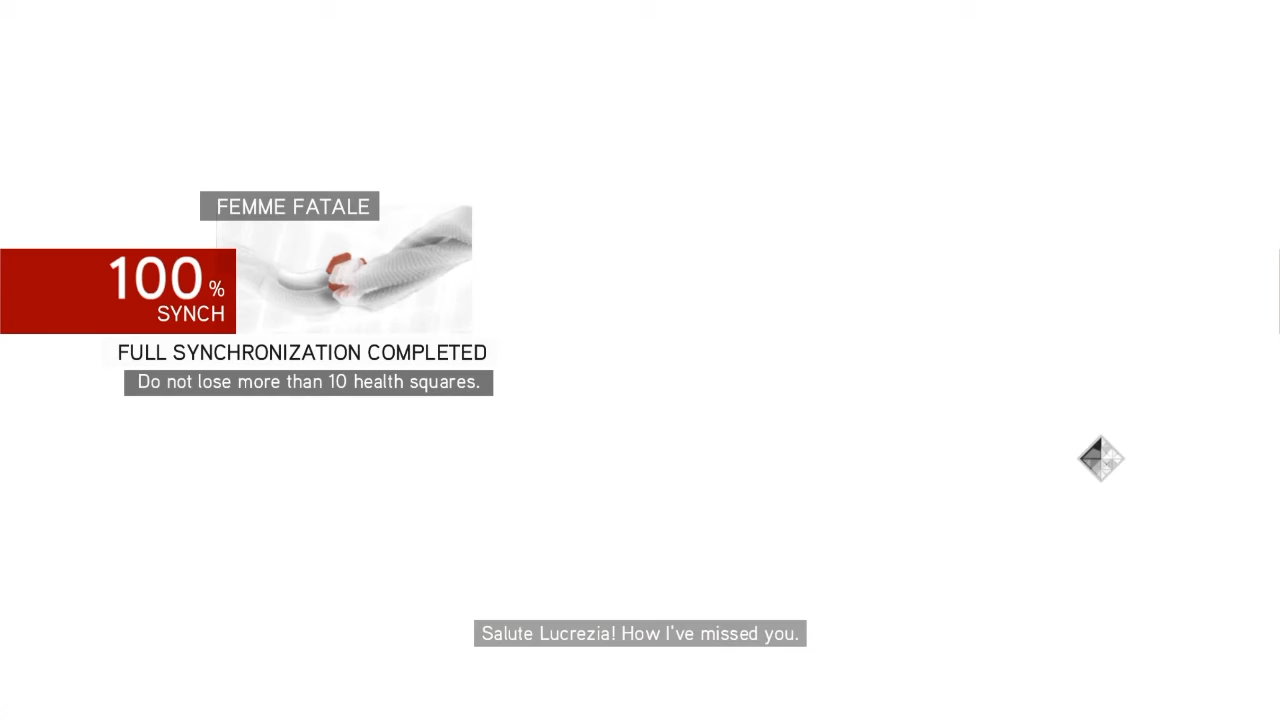 FEMME FATALE
100%
SYNCH
FULL SYNCHRONIZATION COMPLETED
Do not lose more than 10 health squares.
Salute Lucrezia! How I've missed you.